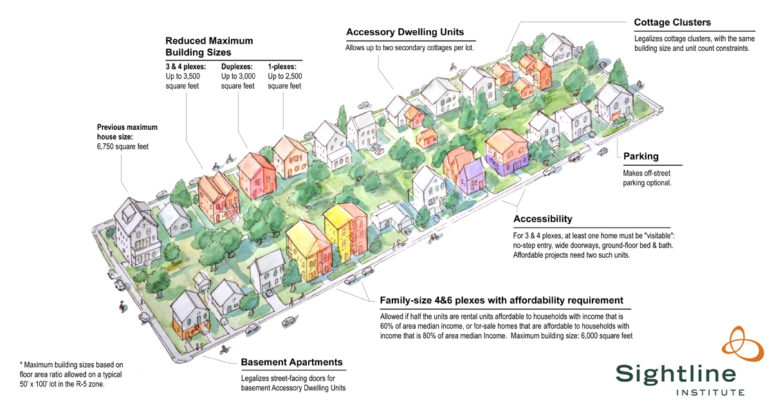 Cottage Clusters
Legalizes cottage clusters, with the same
building size and unit count constraints.
Accessory Dwelling Units
Allows up to two secondary cottages per lot.
Reduced Maximum
Building Sizes
3 & 4 plexes:
Up to 3,500
square feet
Duplexes:
Up to 3,000
square feet
1-plexes:
Up to 2,500
square feet
Previous maximum
house size:
6,750 square feet
Parking
Makes off-street
parking optional.
Accessibility
For 3 & 4 plexes, at least one home must be "visitable":
no-step entry, wide doorways, ground-floor bed & bath.
Affordable projects need two such units.
Family-size 4&6 plexes with affordability requirement
Allowed if half the units are rental units affordable to households with income that is
60% of area median income, or for-sale homes that are affordable to households with
income that is 80% of area median Income.  Maximum building size: 6,000 square feet
Basement Apartments
Legalizes street-facing doors for
basement Accessory Dwelling Units
* Maximum building sizes based on
floor area ratio allowed on a typical
50' x 100' lot in the R-5 zone.
Sightline
INSTITUTE